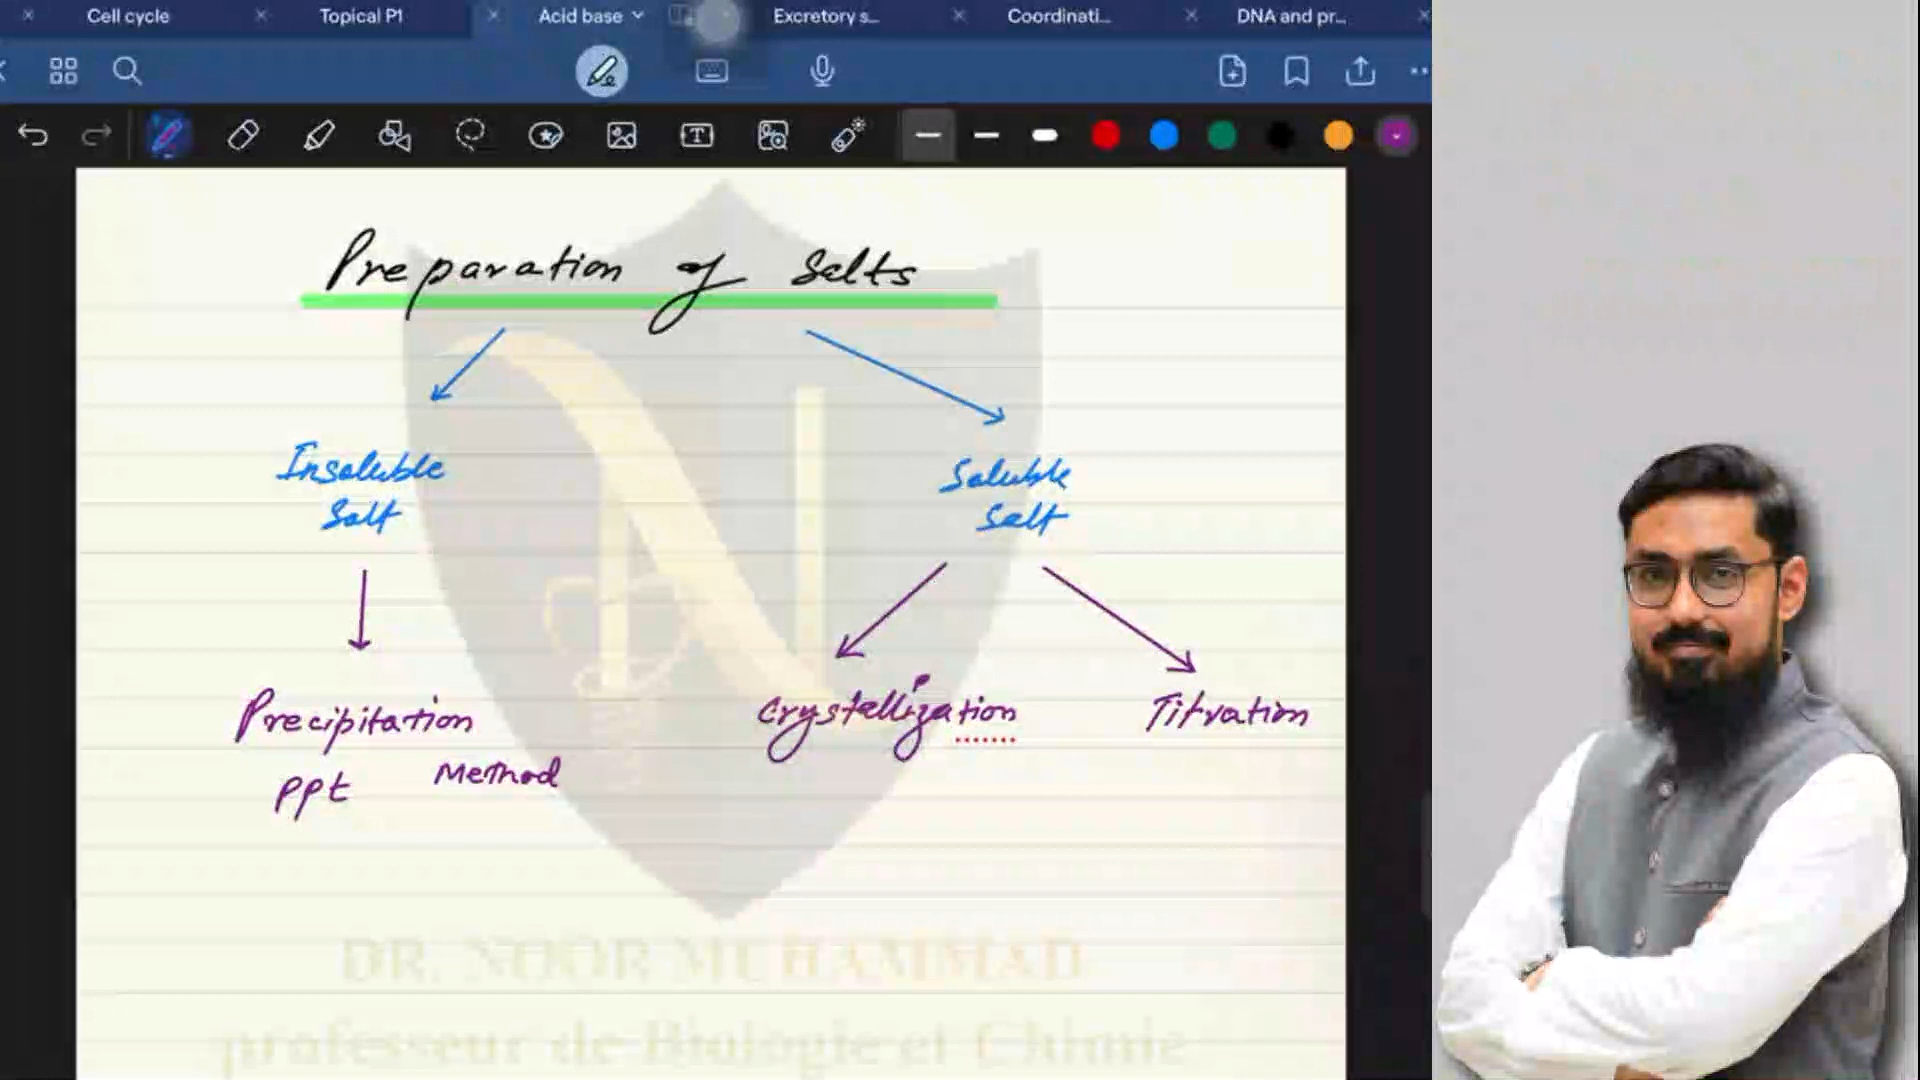 Cell cycle
Topical P1
Acid base
Excretory s...
Coordinati...
DNA and pr...
Preparation of Salts
Insoluble
Salt
Soluble
Salt
Precipitation
ppt
Method
Crystallization
Titration
DR. NOOR MUHAMMAD
professeur de Biologie et Chimie